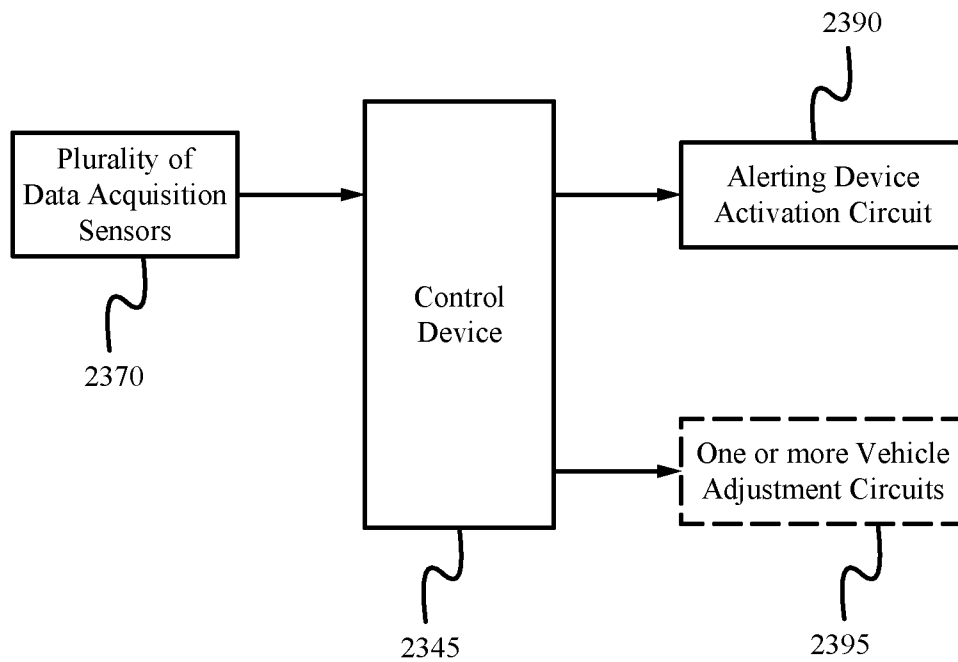 2390
Plurality of
Data Acquisition
Sensors
Alerting Device
Activation Circuit
Control
Device
2370
One or more Vehicle
Adjustment Circuits
2345
2395